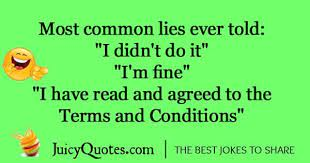 Most common lies ever told:
"I didn't do it"
"I'm fine"
"I have read and agreed to the
Terms and Conditions"
JuicyQuotes.com | THE BEST JOKES TO SHARE